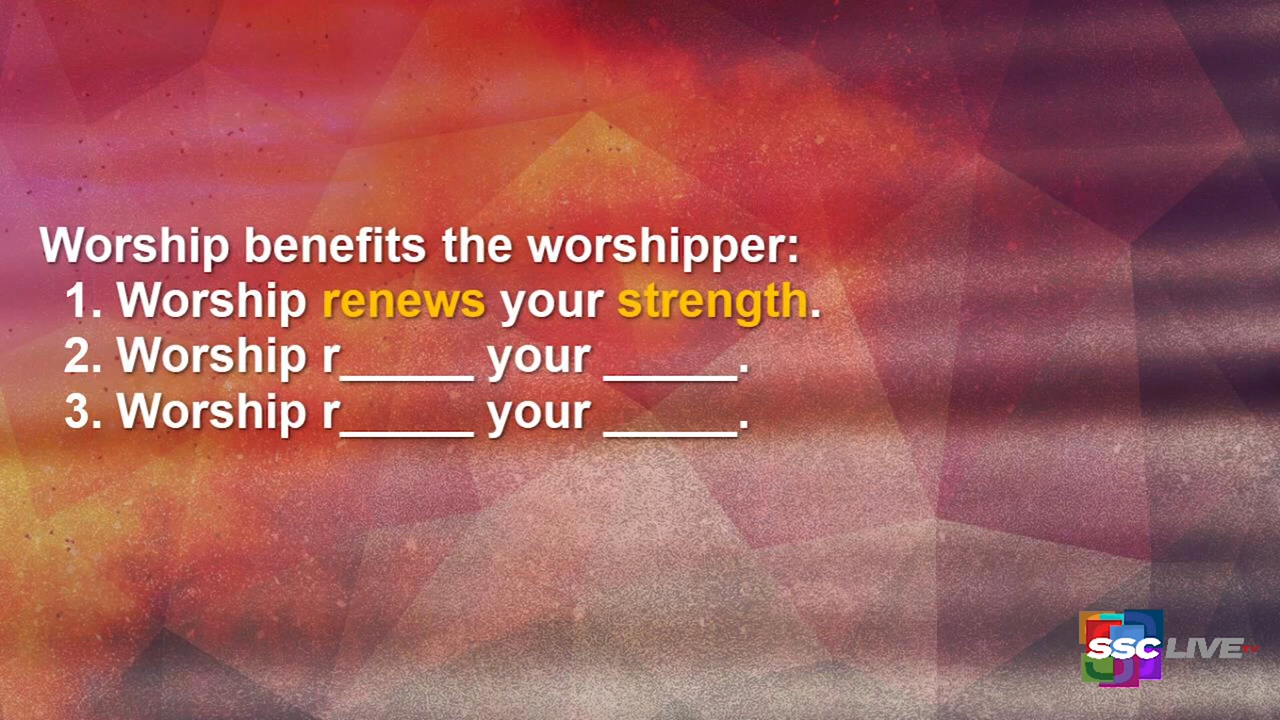 Worship benefits the worshipper:
1. Worship renews your strength.
2. Worship r_____ your _____.
3. Worship r_____ your _____.
SSC LIVE